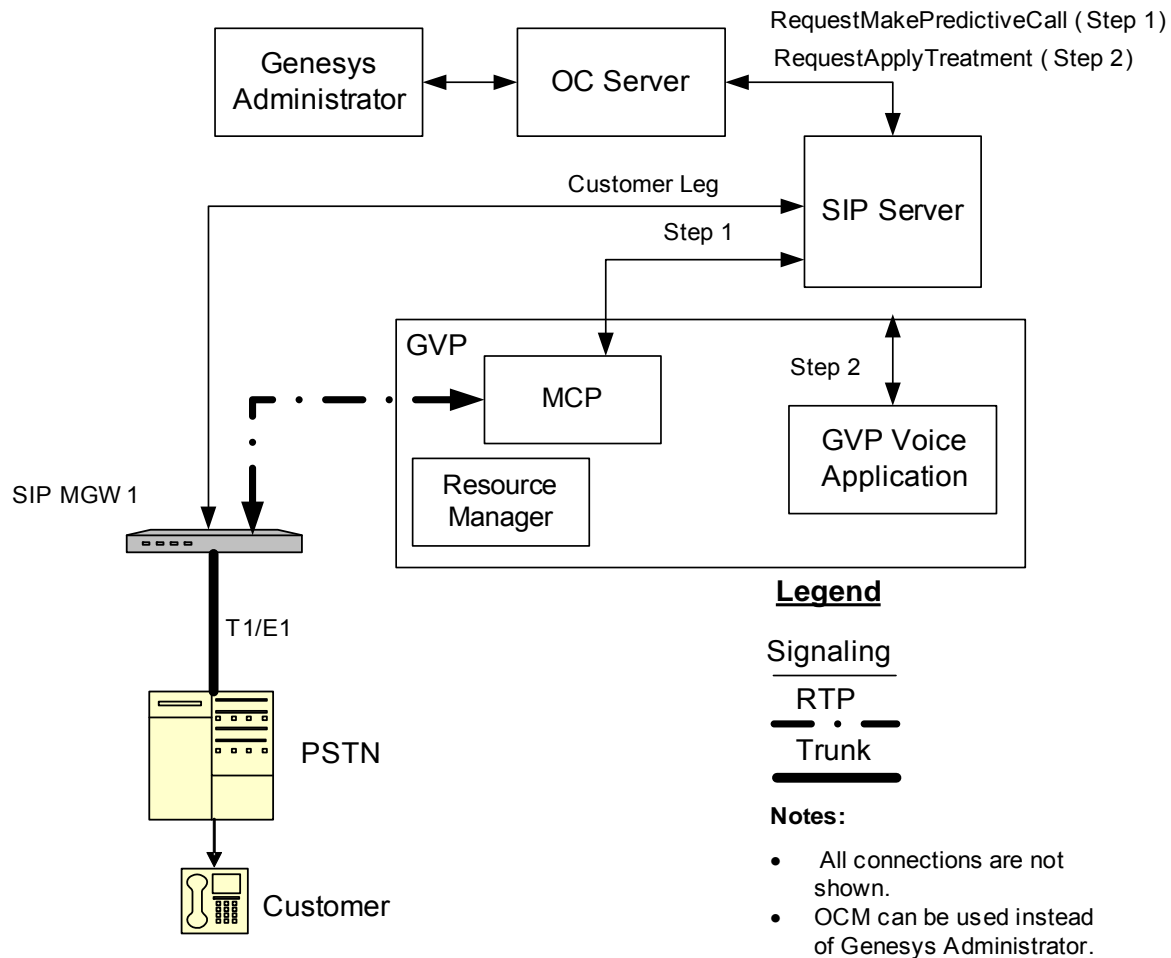 RequestMakePredictiveCall ( Step 1)
RequestApplyTreatment ( Step 2)
Genesys
Administrator
OC Server
SIP Server
Customer Leg
Step 1
GVP
MCP
Step 2
GVP Voice
Application
Resource
Manager
SIP MGW 1
T1/E1
PSTN
Customer
Legend
Signaling
RTP
Trunk
Notes:
• All connections are not
shown.
• OCM can be used instead
of Genesys Administrator.